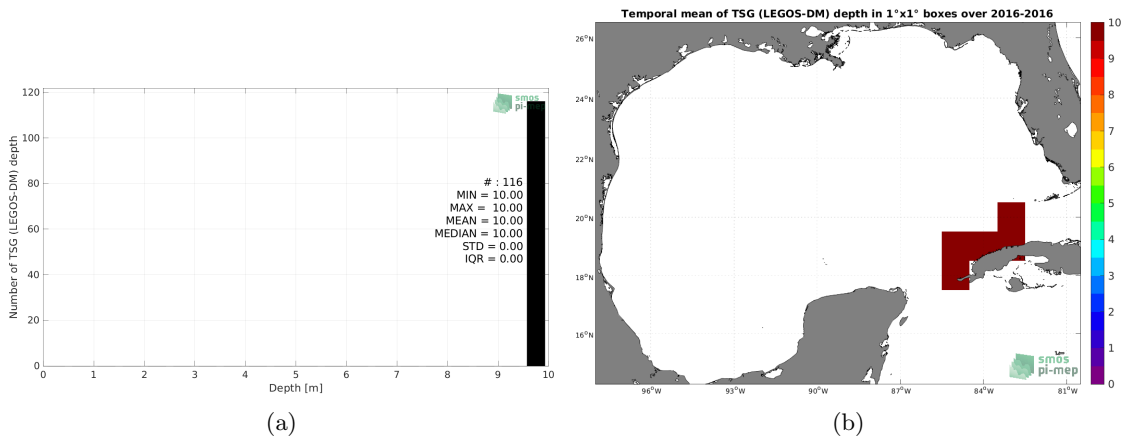 Temporal mean of TSG (LEGOS-DM) depth in 1°x1° boxes over 2016-2016
Number of TSG (LEGOS-DM) depth
120
100
80
60
40
20
0
smos
pi-mep
# : 116
MIN = 10.00
MAX = 10.00
MEAN = 10.00
MEDIAN = 10.00
STD = 0.00
IQR = 0.00
0 1 2 3 4 5 6 7 8 9 10
Depth [m]
(a)
26°N
24°N
22°N
20°N
18°N
16°N
96°W 93°W 90°W 87°W 84°W 81°W
smos
pi-mep
10
9
8
7
6
5
4
3
2
1
0
(b)